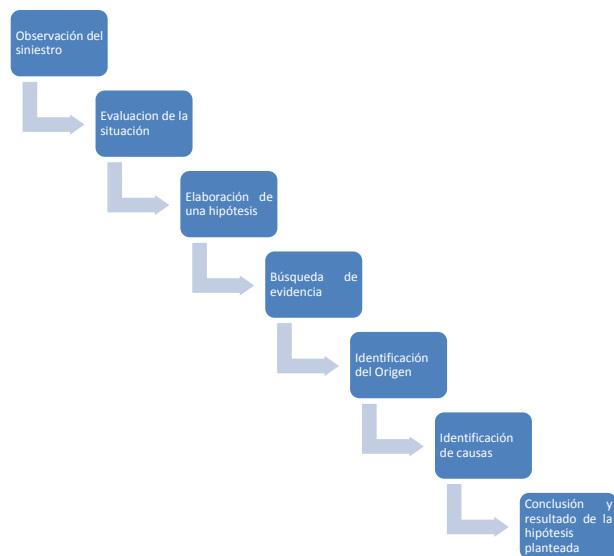 Observación del
siniestro
Evaluacion de la
situación
Elaboración de
una hipótesis
Búsqueda de
evidencia
Identificación
del Origen
Identificación
de causas
Conclusión y
resultado de la
hipótesis
planteada